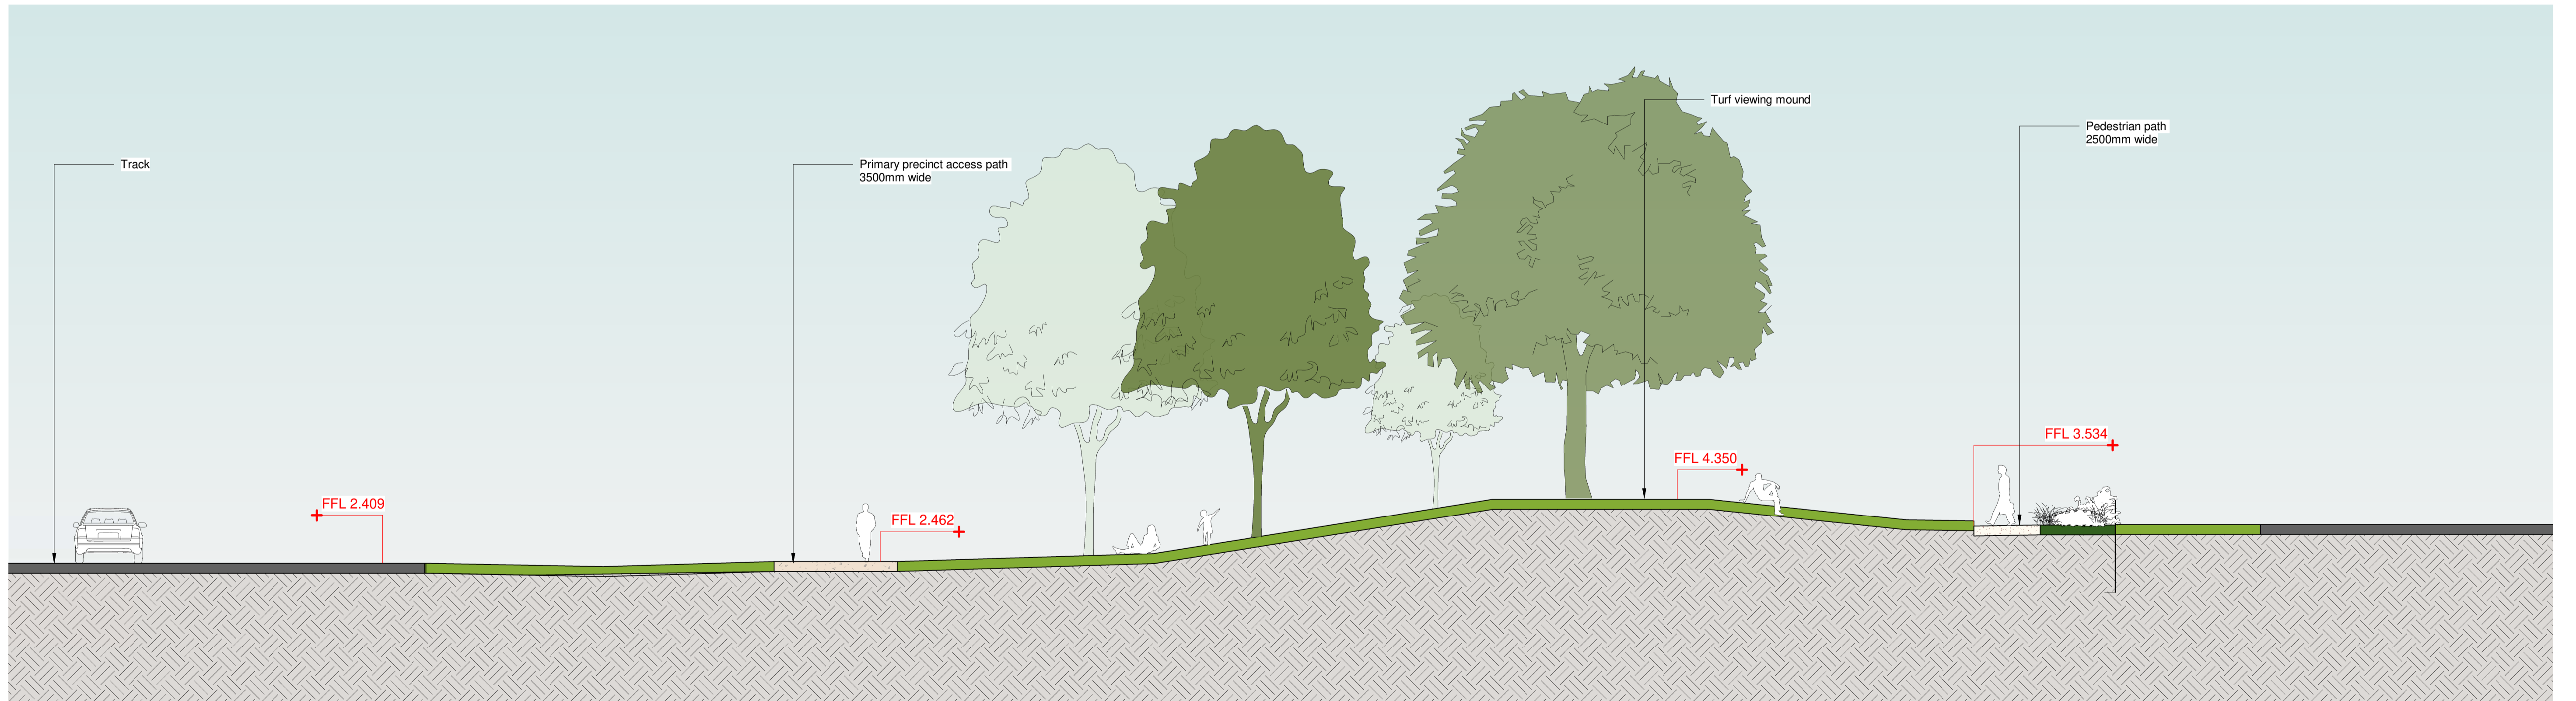 Track
Primary precinct access path
3500mm wide
Turf viewing mound
Pedestrian path
2500mm wide
FFL 2.409
FFL 2.462
FFL 4.350
FFL 3.534